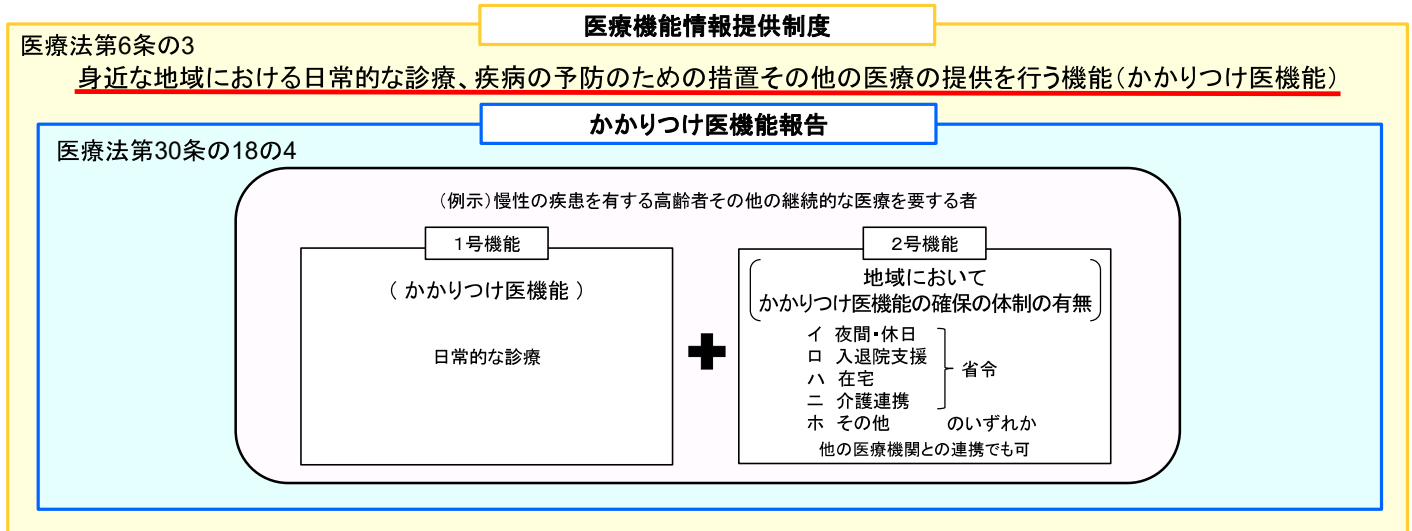 医療機能情報提供制度
医療法第6条の3
身近な地域における日常的な診療、疾病の予防のための措置その他の医療の提供を行う機能(かかりつけ医機能)
かかりつけ医機能報告
医療法第30条の18の4
(例示)慢性の疾患を有する高齢者その他の継続的な医療を要する者
1号機能
(かかりつけ医機能)
日常的な診療
2号機能
地域において
かかりつけ医機能の確保の体制の有無
イ 夜間・休日
ロ 入退院支援
ハ 在宅
ニ 介護連携
省令
ホ その他 のいずれか
他の医療機関との連携でも可